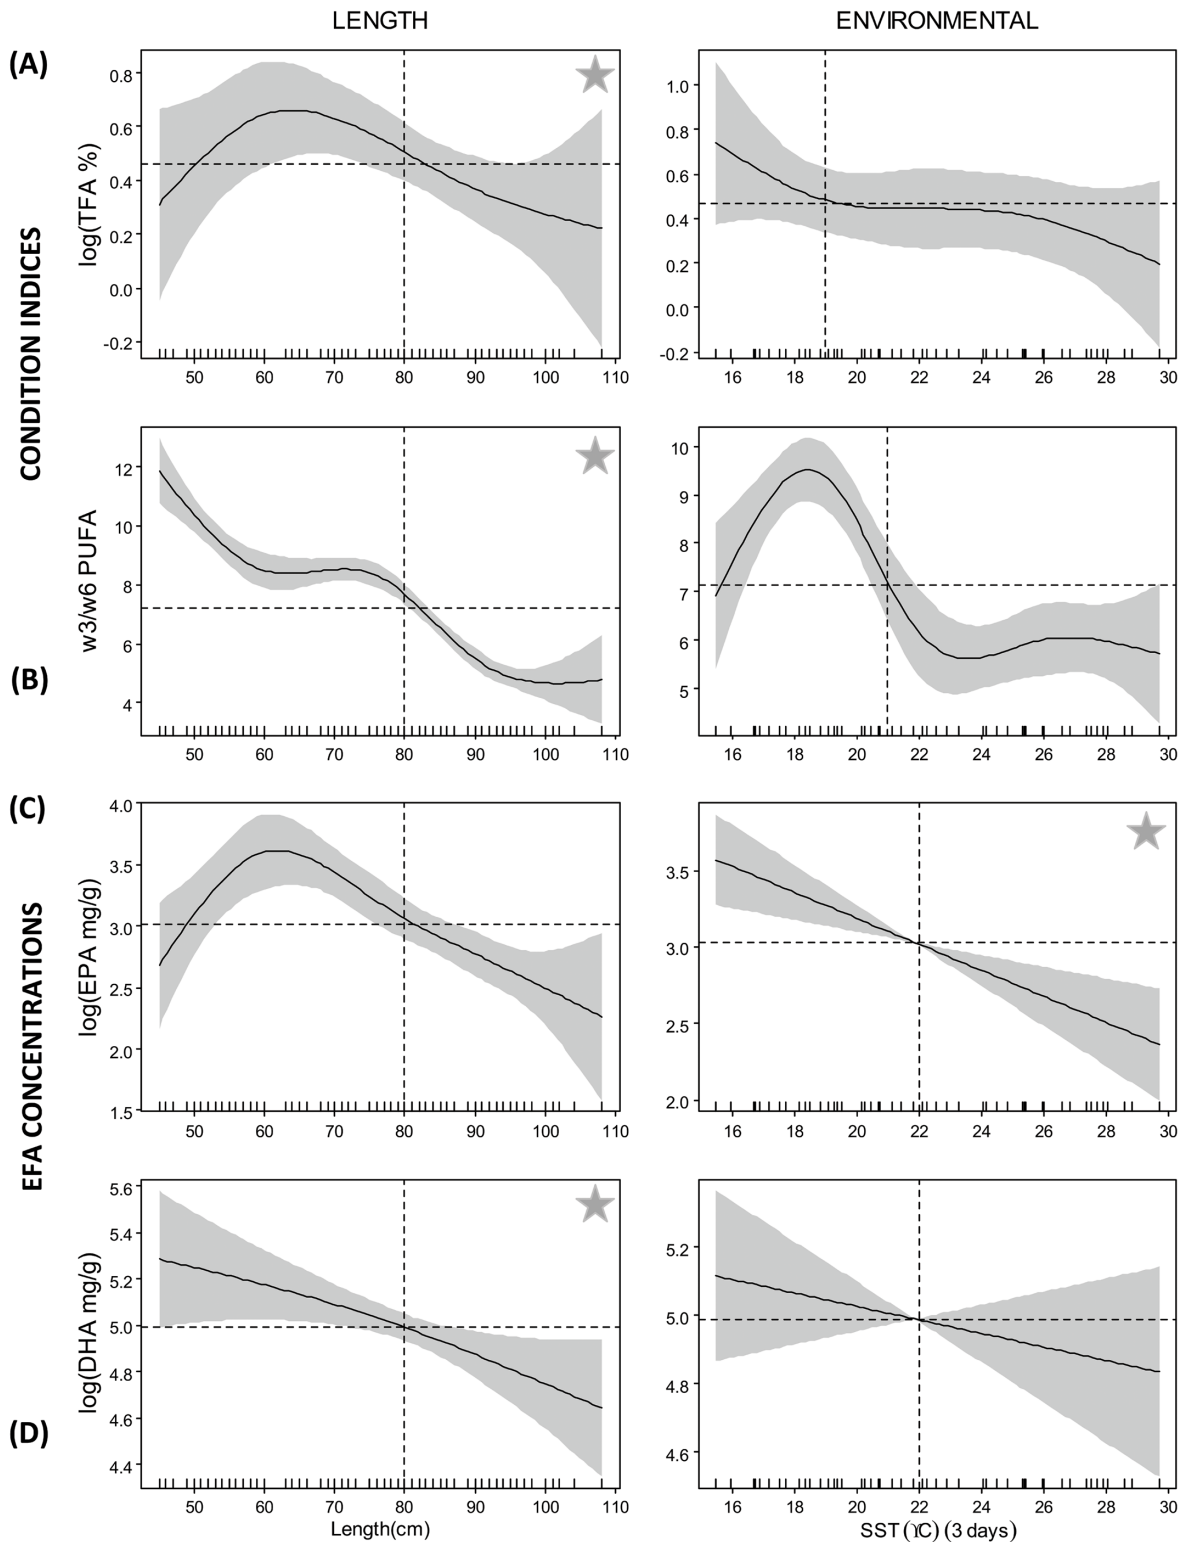 LENGTH ENVIRONMENTAL
(A)
CONDITION INDICES
log(TFA %)
0.8
0.6
0.4
0.2
0.0
-0.2
50 60 70 80 90 100 110
1.0
0.8
0.6
0.4
0.2
0.0
-0.2
16 18 20 22 24 26 28 30
(B)
w3/w6 PUFA
12
10
8
6
4
50 60 70 80 90 100 110
10
9
8
7
6
5
16 18 20 22 24 26 28 30
(C)
EFA CONCENTRATIONS
log(EPA mg/g)
4.0
3.5
3.0
2.5
2.0
1.5
50 60 70 80 90 100 110
3.5
3.0
2.5
2.0
16 18 20 22 24 26 28 30
(D)
log(DHA mg/g)
5.6
5.4
5.2
5.0
4.8
4.6
4.4
50 60 70 80 90 100 110
Length(cm)
5.2
5.0
4.8
4.6
16 18 20 22 24 26 28 30
SST (ϒC) (3 days)